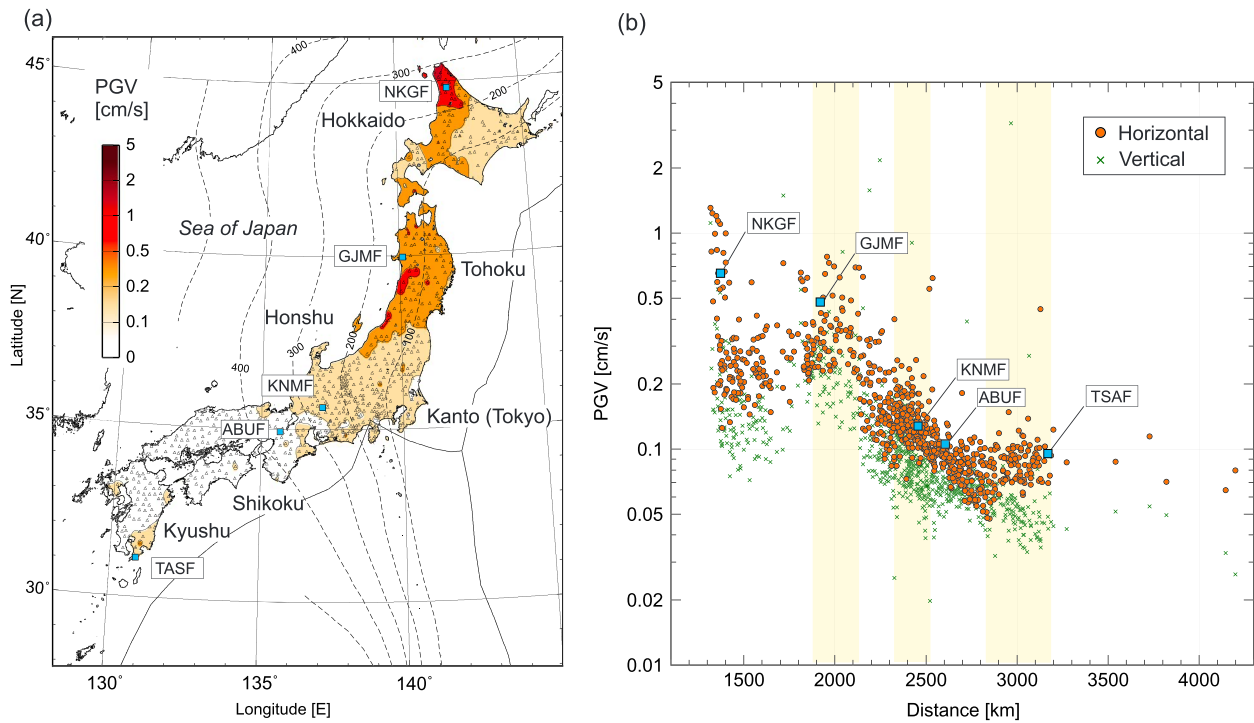 (a)
PGV
[cm/s]
5
2
1
0.5
0.2
0.1
0
45°
40°
35°
30°
Latitude [N]
130°
135°
140°
Longitude [E]
400
300
200
NKGF
Hokkaido
Sea of Japan
GJMF
Tohoku
Honshu
400
300
200
100
KNMF
ABUF
Kanto (Tokyo)
Shikoku
Kyushu
TASF
(b)
PGV [cm/s]
5
2
1
0.5
0.2
0.1
0.05
0.02
0.01
Horizontal
Vertical
NKGF
GJMF
KNMF
ABUF
TSAF
1500
2000
2500
3000
3500
4000
Distance [km]